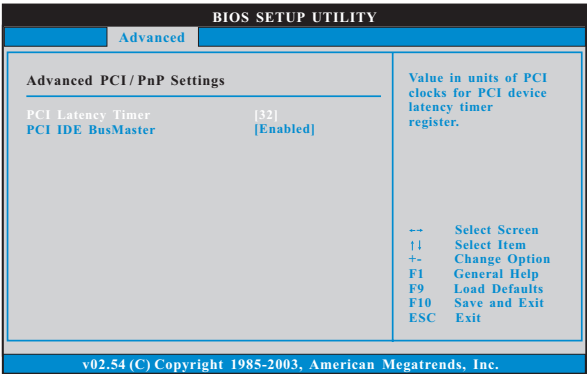 BIOS SETUP UTILITY
Advanced
Advanced PCI / PnP Settings
PCI Latency Timer [32]
PCI IDE BusMaster [Enabled]
Value in units of PCI
clocks for PCI device
latency timer
register.
←→ Select Screen
↑↓ Select Item
+- Change Option
F1 General Help
F9 Load Defaults
F10 Save and Exit
ESC Exit
v02.54 (C) Copyright 1985-2003, American Megatrends, Inc.